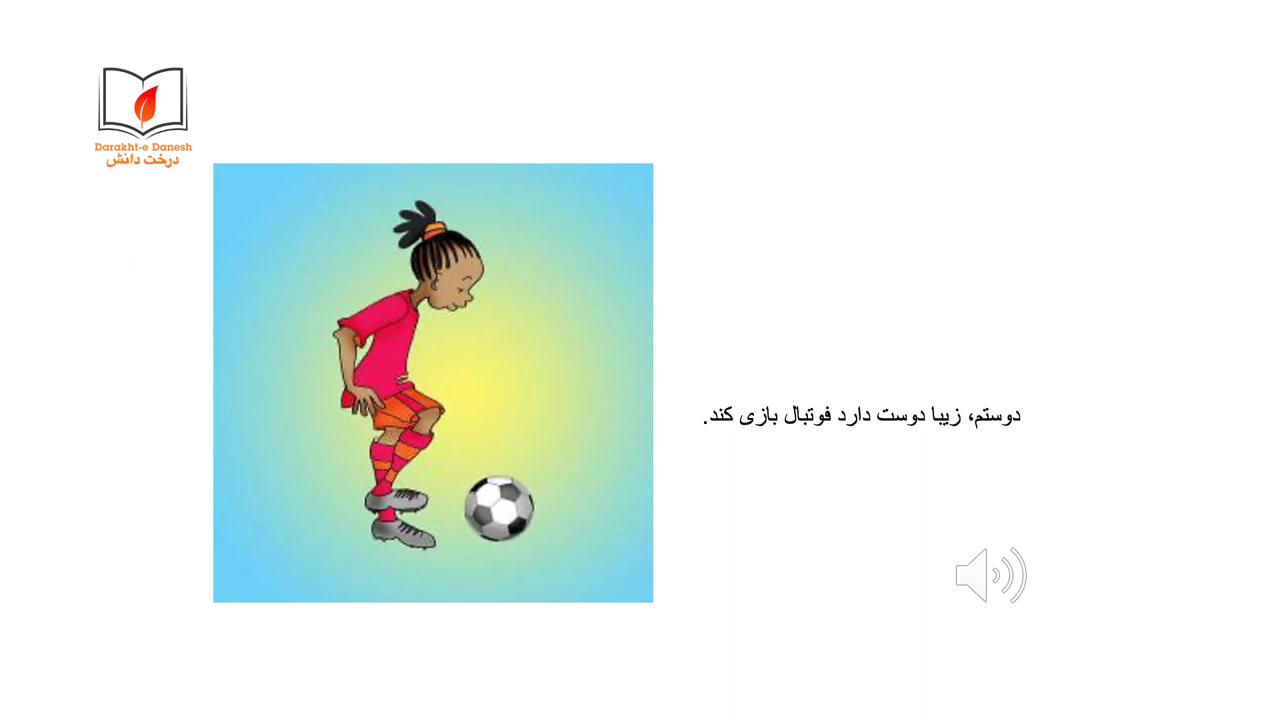 Darakht-e Danesh
درخت دانش
دوستم، زیبا دوست دارد فوتبال بازی کند.